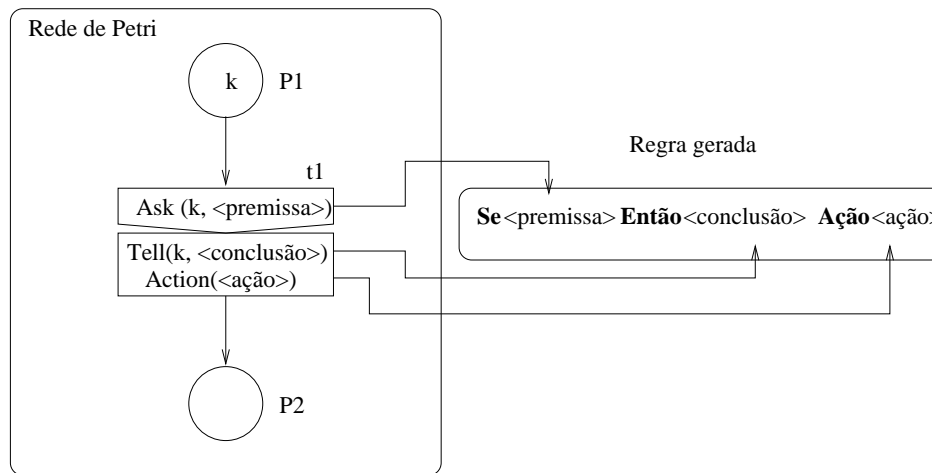 Rede de Petri
k
P1
Regra gerada
t1
Ask (k, <premissa>)
Se<premissa> Então<conclusão> Ação<ação>
Tell(k, <conclusão>)
Action(<ação>)
P2